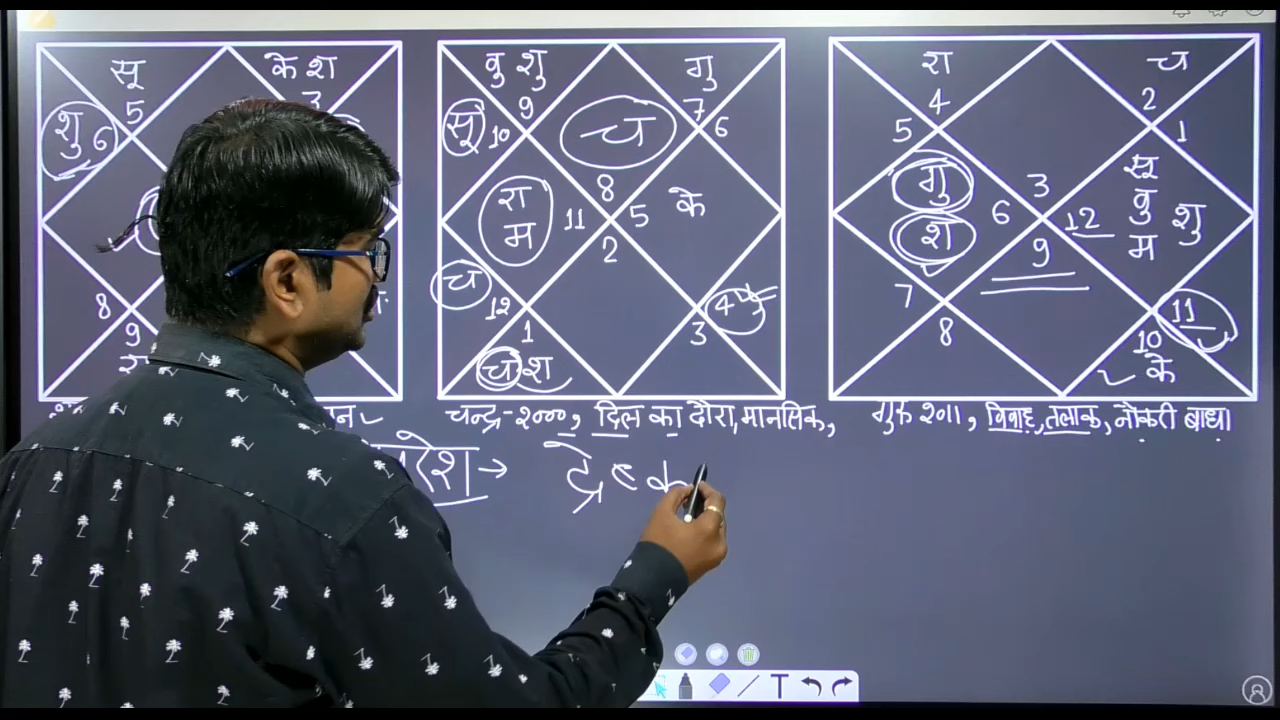 सू
5
के श
3
शु 6
8
9
वु शु
9
गु
7
6
सू 10
च
8
रा
म
11
5 के
2
च
12
4
3
1
च श
रा
4
च
2
5
1
गु
श
6
3
12
सू
वु
म
शु
9
7
8
11
10
के
चन्द्र-२०००, दिल का दौरा, मानसिक,
गुरू २०११, विवाह, तलाक, नौकरी बाधा
रेश →
T